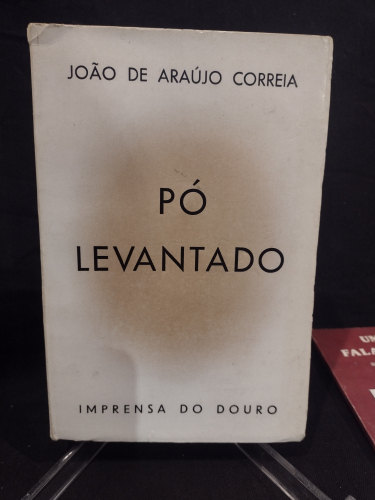 JOÃO DE ARAÚJO CORREIA
PÓ
LEVANTADO
IMPRENSA DO DOURO